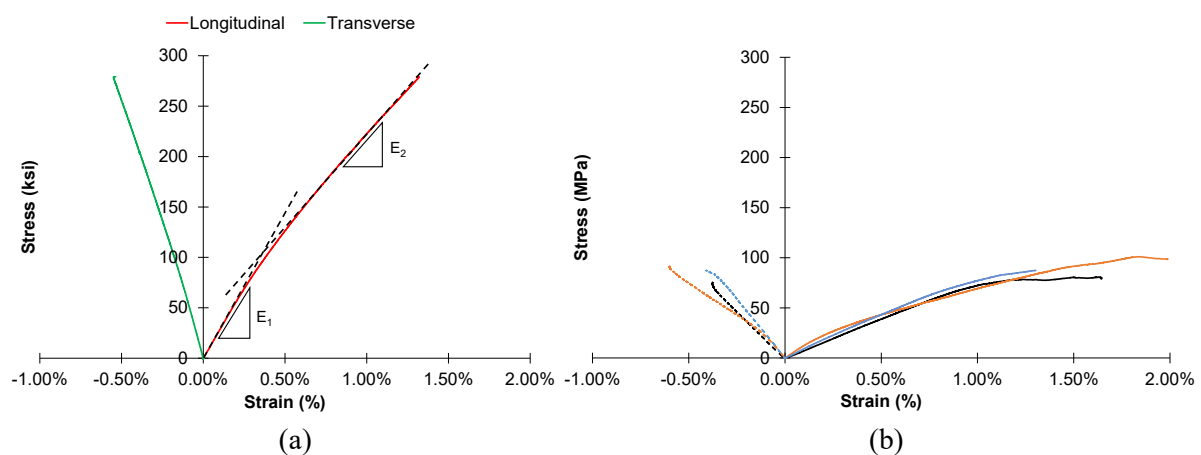 Longitudinal Transverse
Stress (ksi)
300
250
200
150
100
50
0
E1
E2
-1.00% -0.50% 0.00% 0.50% 1.00% 1.50% 2.00%
Strain (%)
(a)
Stress (MPa)
300
250
200
150
100
50
0
-1.00% -0.50% 0.00% 0.50% 1.00% 1.50% 2.00%
Strain (%)
(b)